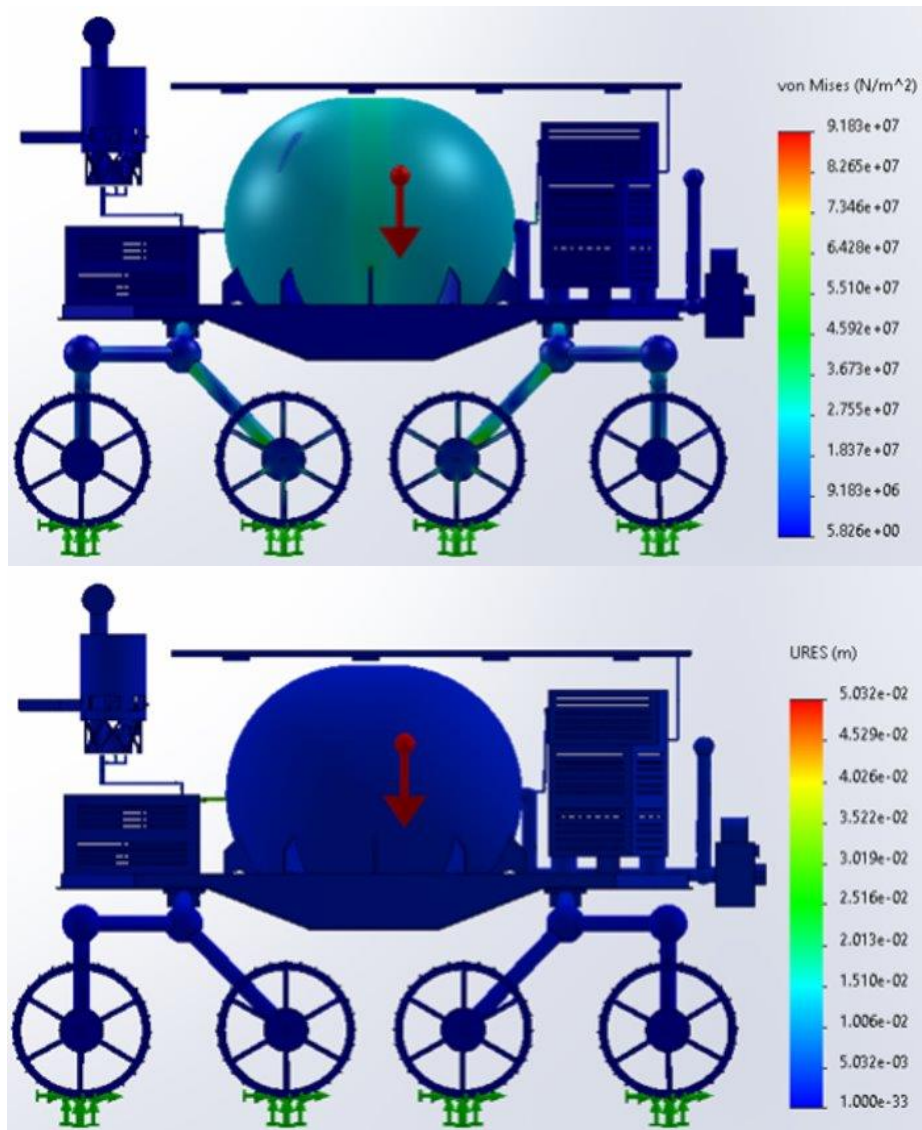 von Mises (N/m^2)
9.183e+07
8.265e+07
7.346e+07
6.428e+07
5.510e+07
4.592e+07
3.673e+07
2.755e+07
1.837e+07
9.183e+06
5.826e+00
URES (m)
5.032e-02
4.529e-02
4.026e-02
3.522e-02
3.019e-02
2.516e-02
2.013e-02
1.510e-02
1.006e-02
5.032e-03
1.000e-33